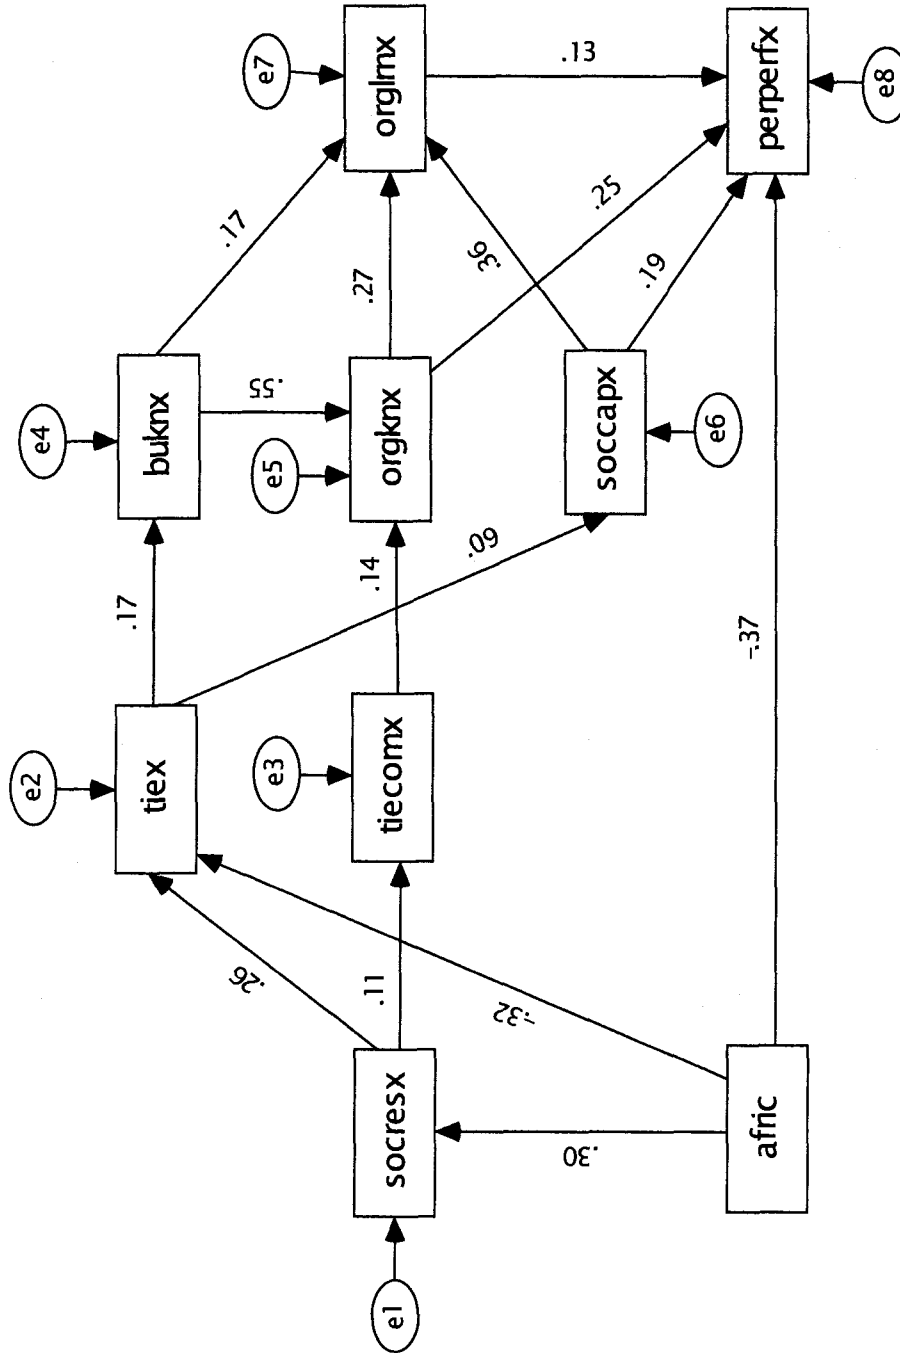 e7
orglmx
.13
perperfx
e8
.17
.27
.36
.25
.19
e4
buknx
.55
e5
orgknx
soccapx
e6
.17
.14
.60
-.37
e2
tiex
e3
tiecomx
.26
.11
-.32
socresx
.30
afric
e1